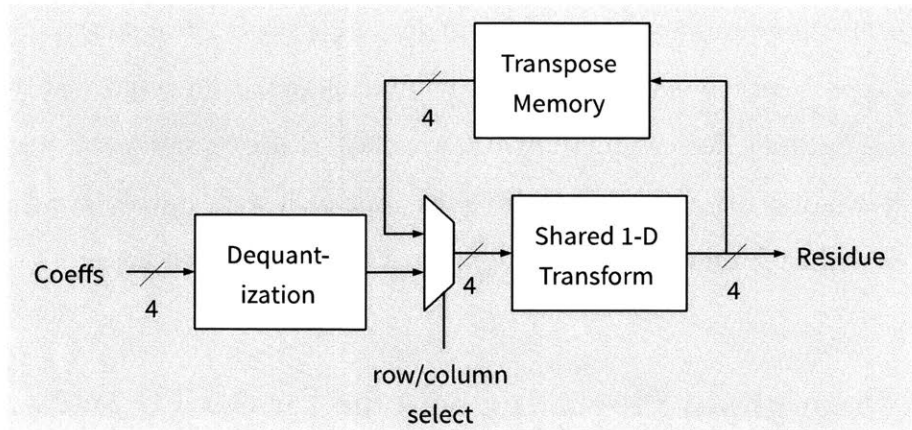 Transpose
Memory
4
Shared 1-D
Transform
Dequant-
ization
Coeffs
4
4
4
Residue
row/column
select